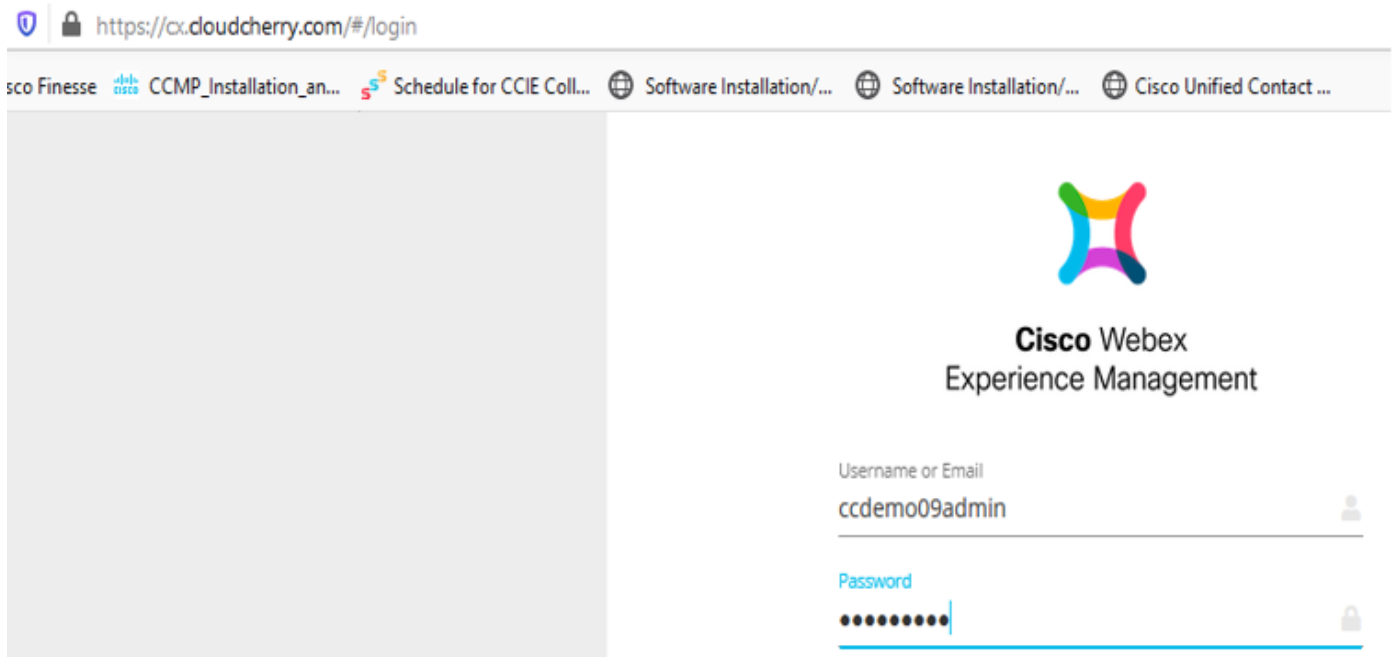 https://cx.cloudcherry.com/#/login
sco Finesse CCMP_Installation_an... Schedule for CCIE Coll... Software Installation/... Software Installation/... Cisco Unified Contact ...
Cisco Webex
Experience Management
Username or Email
ccdemo09admin
Password
•••••••••